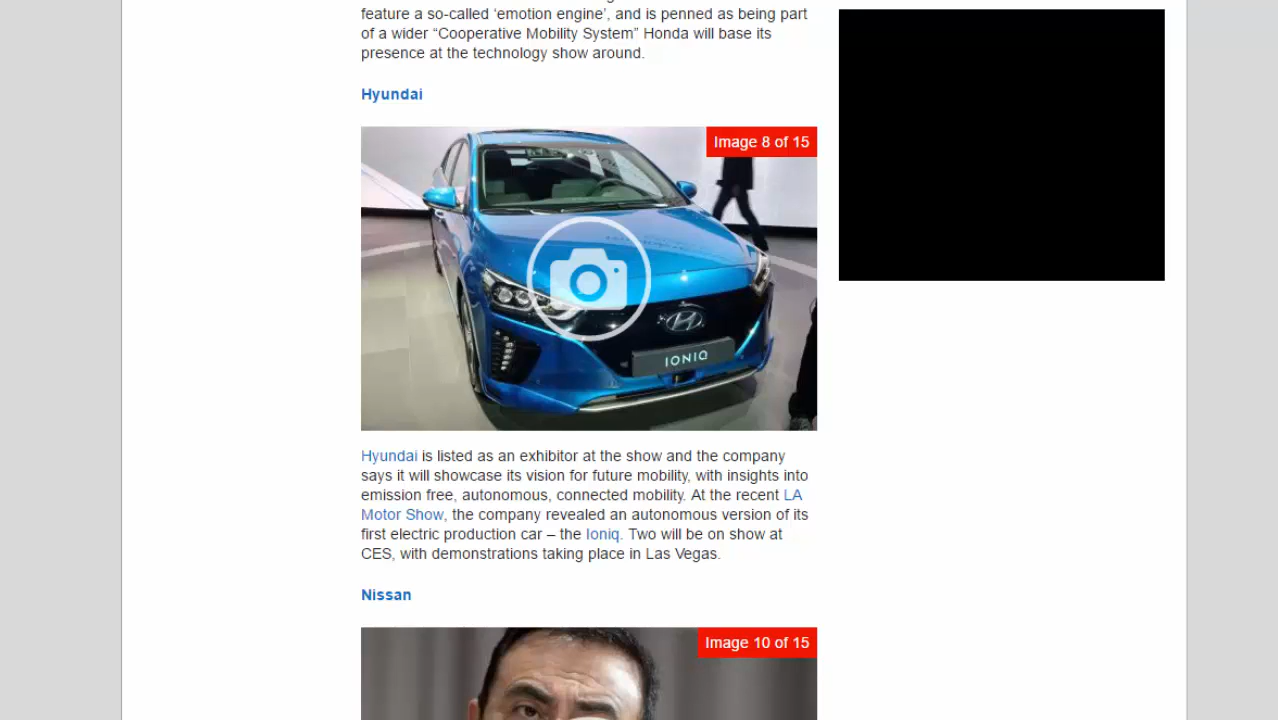 feature a so-called ‘emotion engine’, and is penned as being part
of a wider “Cooperative Mobility System” Honda will base its
presence at the technology show around.
Hyundai
Image 8 of 15
IONIQ
Hyundai is listed as an exhibitor at the show and the company
says it will showcase its vision for future mobility, with insights into
emission free, autonomous, connected mobility. At the recent LA
Motor Show, the company revealed an autonomous version of its
first electric production car – the Ioniq. Two will be on show at
CES, with demonstrations taking place in Las Vegas.
Nissan
Image 10 of 15